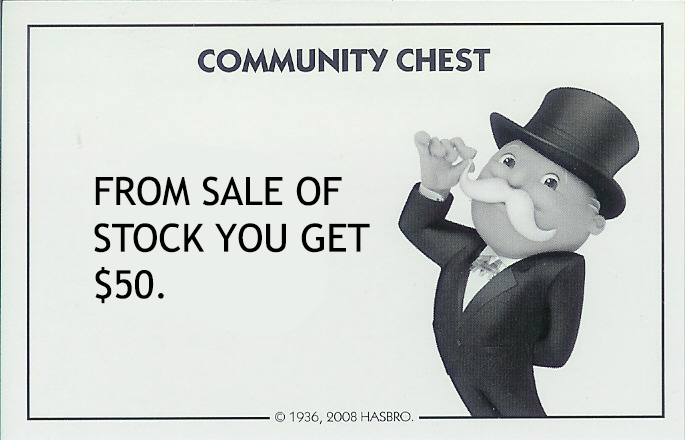 COMMUNITY CHEST
FROM SALE OF
STOCK YOU GET
$50.
© 1936, 2008 HASBRO.